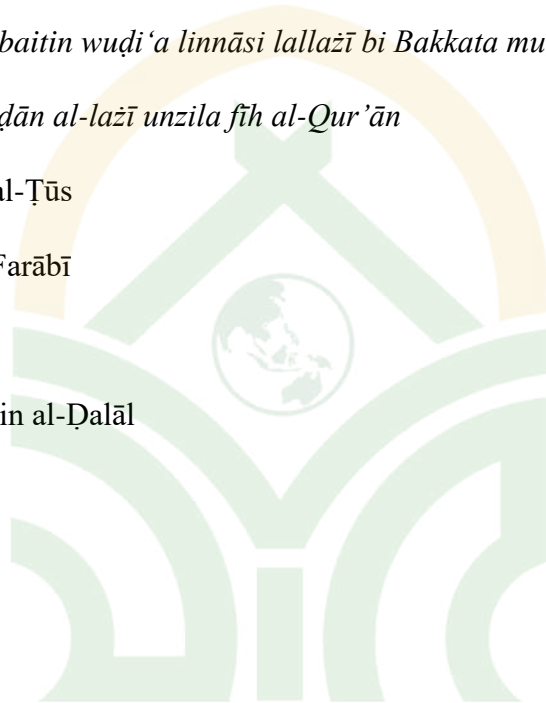 baitin wuḍi‘a linnāsi lallażī bi Bakkata mu
ḍān al-lażī unzila fīh al-Qur’ān
al-Ṭūs
Farābī
in al-Ḍalāl